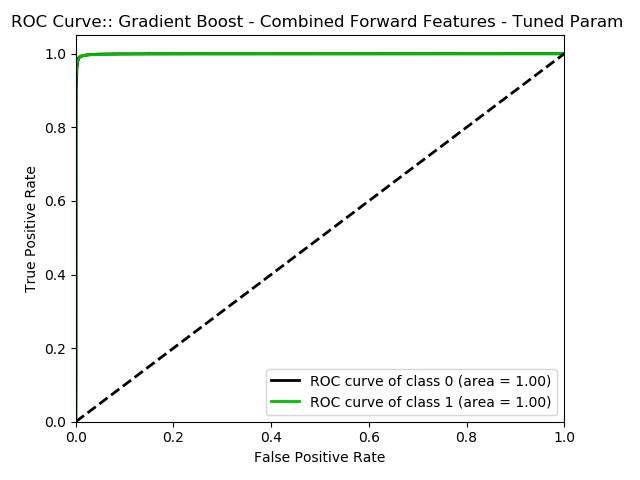 ROC Curve:: Gradient Boost - Combined Forward Features - Tuned Param
1.0
0.8
0.6
0.4
0.2
0.0
True Positive Rate
ROC curve of class 0 (area = 1.00)
ROC curve of class 1 (area = 1.00)
0.0 0.2 0.4 0.6 0.8 1.0
False Positive Rate